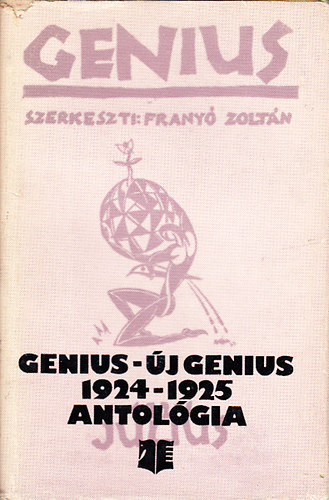 GENIUS
SZERKESZTI: FRANYÓ ZOLTÁN
GENIUS - ÚJ GENIUS
1924 - 1925
ANTOLÓGIA